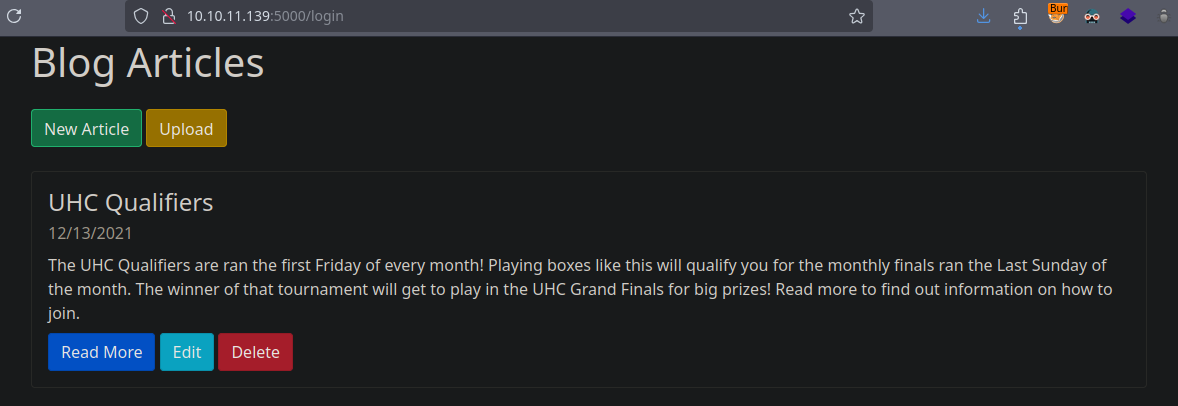 Bur
10.10.11.139:5000/login
Blog Articles
New Article Upload
UHC Qualifiers
12/13/2021
The UHC Qualifiers are ran the first Friday of every month! Playing boxes like this will qualify you for the monthly finals ran the Last Sunday of
the month. The winner of that tournament will get to play in the UHC Grand Finals for big prizes! Read more to find out information on how to
join.
Read More Edit Delete